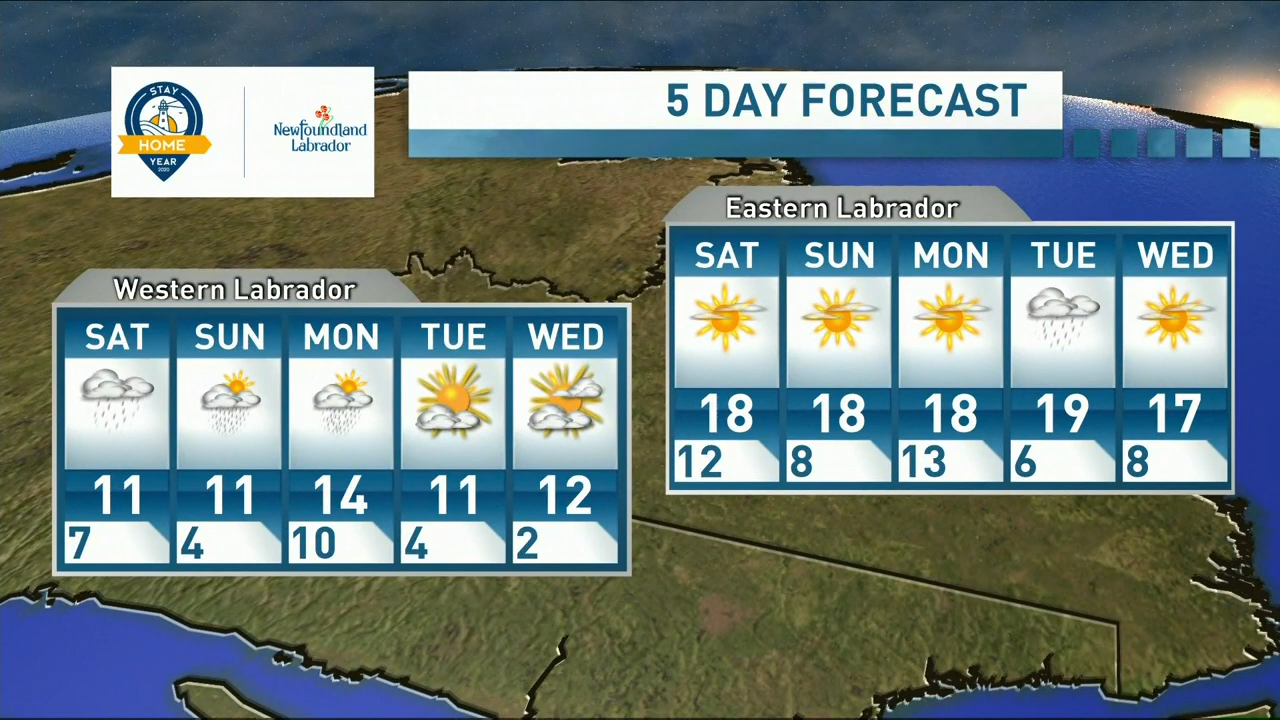 STAY
HOME
YEAR
2020
Newfoundland
Labrador
5 DAY FORECAST
Eastern Labrador
SAT SUN MON TUE WED
18 18 18 19 17
12 8 13 6 8
Western Labrador
SAT SUN MON TUE WED
11 11 14 11 12
7 4 10 4 2